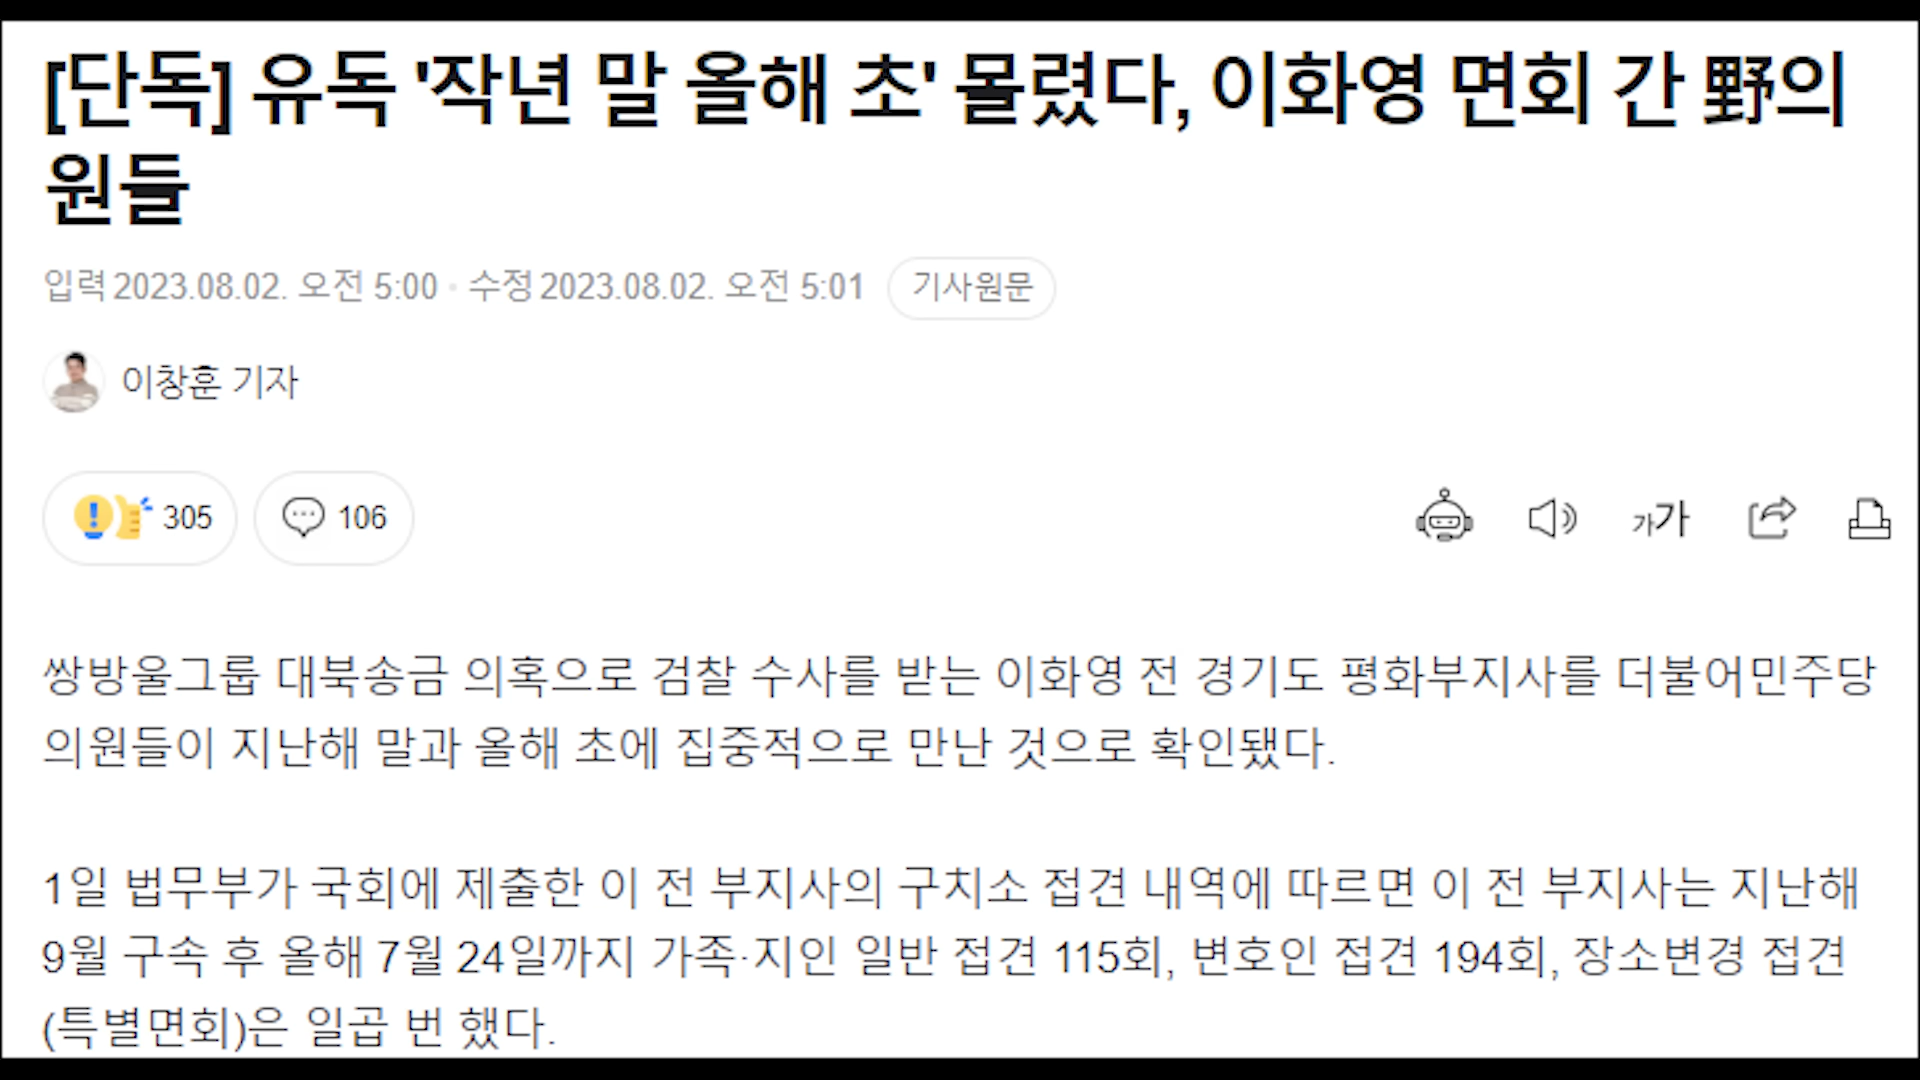 [단독] 유독 '작년 말 올해 초' 몰렸다, 이화영 면회 간 野의
원들
입력 2023.08.02. 오전 5:00 · 수정 2023.08.02. 오전 5:01 기사원문
이창훈 기자
305 106 가가
쌍방울그룹 대북송금 의혹으로 검찰 수사를 받는 이화영 전 경기도 평화부지사를 더불어민주당
의원들이 지난해 말과 올해 초에 집중적으로 만난 것으로 확인됐다.
1일 법무부가 국회에 제출한 이 전 부지사의 구치소 접견 내역에 따르면 이 전 부지사는 지난해
9월 구속 후 올해 7월 24일까지 가족·지인 일반 접견 115회, 변호인 접견 194회, 장소변경 접견
(특별면회)은 일곱 번 했다.